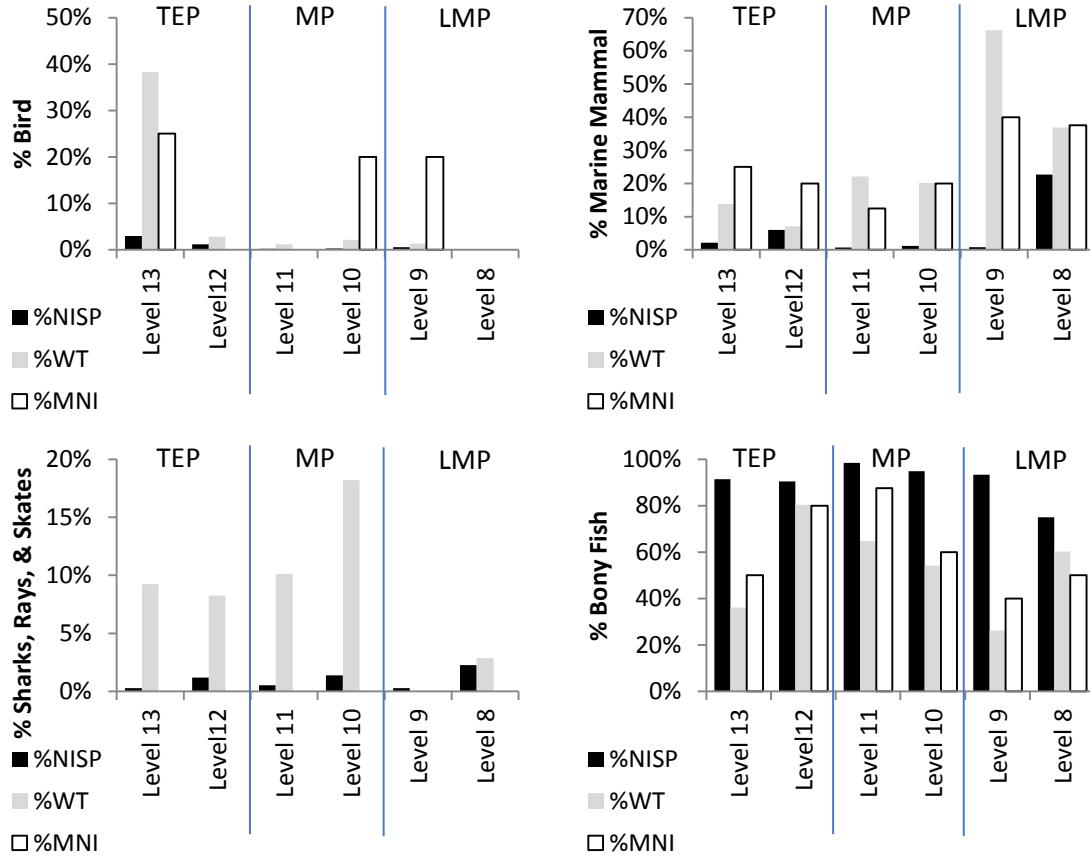 TEP MP LMP
% Bird
50%
40%
30%
20%
10%
0%
Level 13
Level12
Level 11
Level 10
Level 9
Level 8
%NISP
%WT
%MNI
TEP MP LMP
% Marine Mammal
70%
60%
50%
40%
30%
20%
10%
0%
Level 13
Level12
Level 11
Level 10
Level 9
Level 8
%NISP
%WT
%MNI
TEP MP LMP
% Sharks, Rays, & Skates
20%
15%
10%
5%
0%
Level 13
Level12
Level 11
Level 10
Level 9
Level 8
%NISP
%WT
%MNI
TEP MP LMP
% Bony Fish
100%
80%
60%
40%
20%
0%
Level 13
Level12
Level 11
Level 10
Level 9
Level 8
%NISP
%WT
%MNI